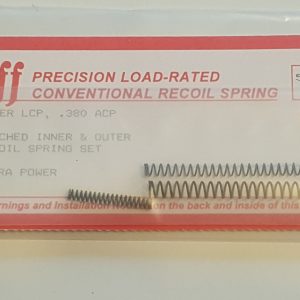 ff PRECISION LOAD-RATED
CONVENTIONAL RECOIL SPRING
ER LCP, .380 ACP
CHED INNER & OUTER
OIL SPRING SET
RA POWER
rnings and Installation on the back and inside of this